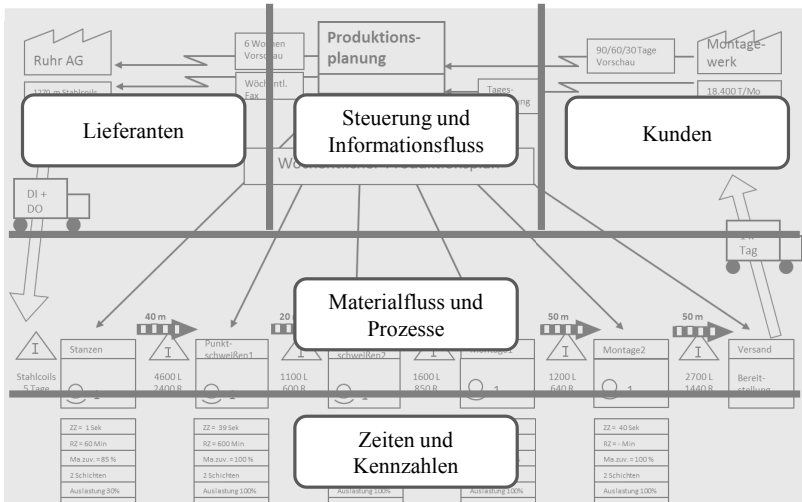 Ruhr AG
6 Wochen
Vorschau
Produktions-
planung
90/60/30 Tage
Vorschau
Montage-
werk
Wöchentl.
Fax
Tages-
18.400 T/Mo
Lieferanten
Steuerung und
Informationsfluss
Kunden
DI +
DO
Tag
Materialfluss und
Prozesse
40 m
50 m
50 m
I
Stanzen
I
Punkt-
schweißen1
I
schweißen2
I
I
Montage2
I
Versand
Stahlcoils
5 Tage
4600 L
2400 R
1100 L
600 R
1600 L
850 R
1200 L
640 R
2700 L
1440 R
Bereit-
stellung
Zeiten und
Kennzahlen
ZZ = 1 Sek
RZ = 60 Min
Ma.zuv. = 85 %
2 Schichten
Auslastung 30%
ZZ = 39 Sek
RZ = 600 Min
Ma.zuv. = 100 %
2 Schichten
Auslastung 100%
Auslastung 100%
Auslastung 100%
ZZ = 40 Sek
RZ = - Min
Ma.zuv. = 100 %
2 Schichten
Auslastung 100%